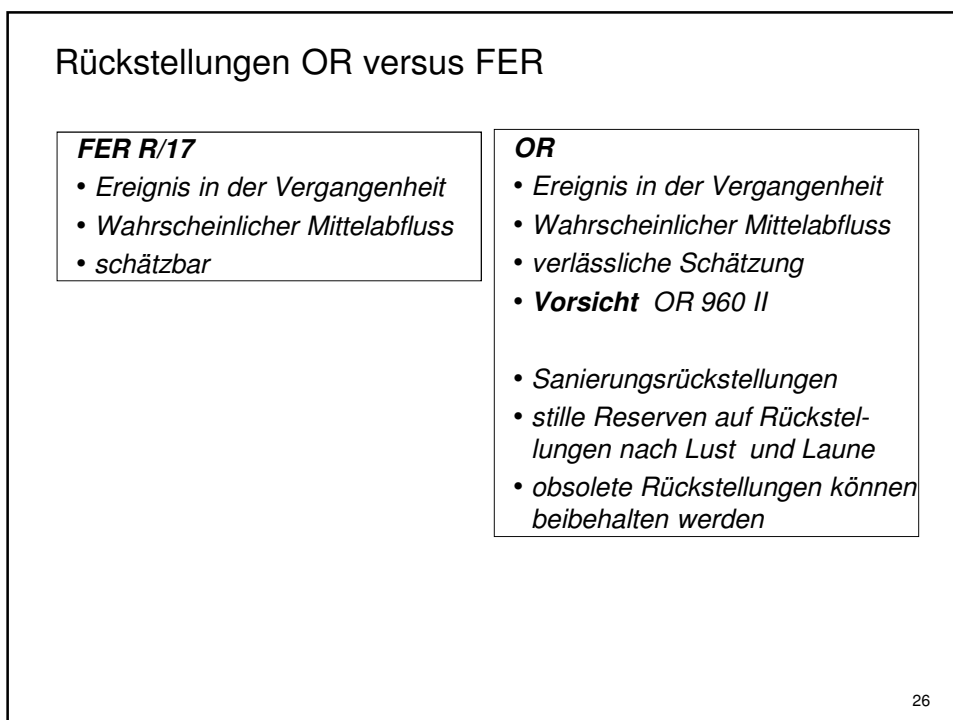 Rückstellungen OR versus FER
FER R/17
• Ereignis in der Vergangenheit
• Wahrscheinlicher Mittelabfluss
• schätzbar
OR
• Ereignis in der Vergangenheit
• Wahrscheinlicher Mittelabfluss
• verlässliche Schätzung
• Vorsicht OR 960 II
• Sanierungsrückstellungen
• stille Reserven auf Rückstel-
lungen nach Lust und Laune
• obsolete Rückstellungen können
beibehalten werden
26